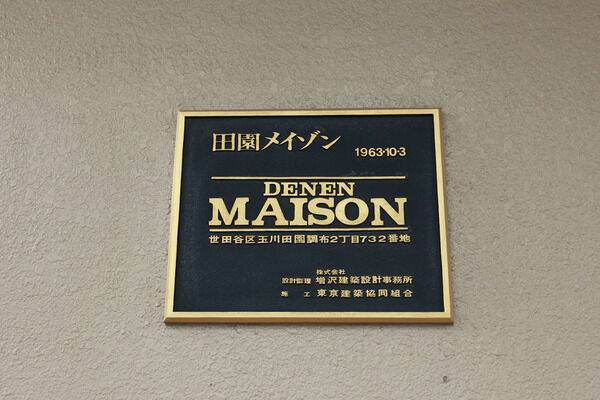 田園メイゾン
1963・10・3
DENEN
MAISON
世田谷区玉川田園調布2丁目732番地
株式会社
設計監理 増沢建築設計事務所
施工 東京建築協同組合